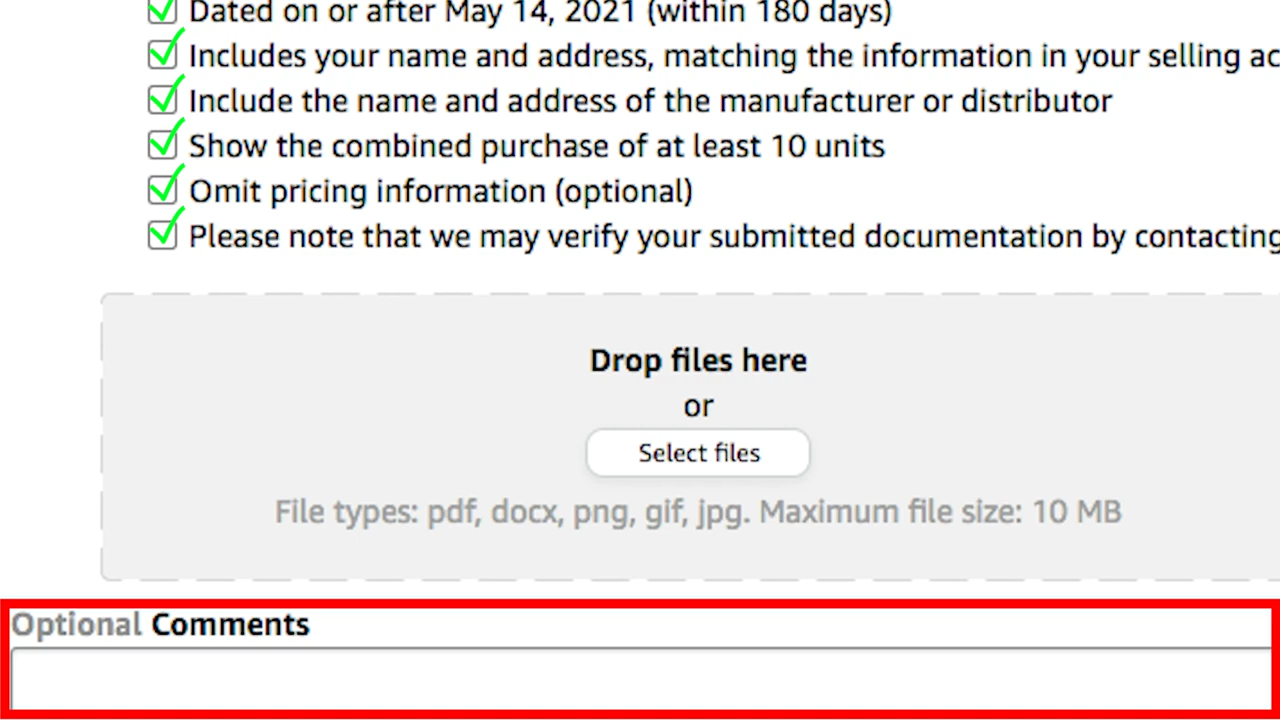 Dated on or after May 14, 2021 (within 180 days)
Includes your name and address, matching the information in your selling
Include the name and address of the manufacturer or distributor
Show the combined purchase of at least 10 units
Omit pricing information (optional)
Please note that we may verify your submitted documentation by contacting
Drop files here
or
Select files
File types: pdf, docx, png, gif, jpg. Maximum file size: 10 MB
Optional Comments